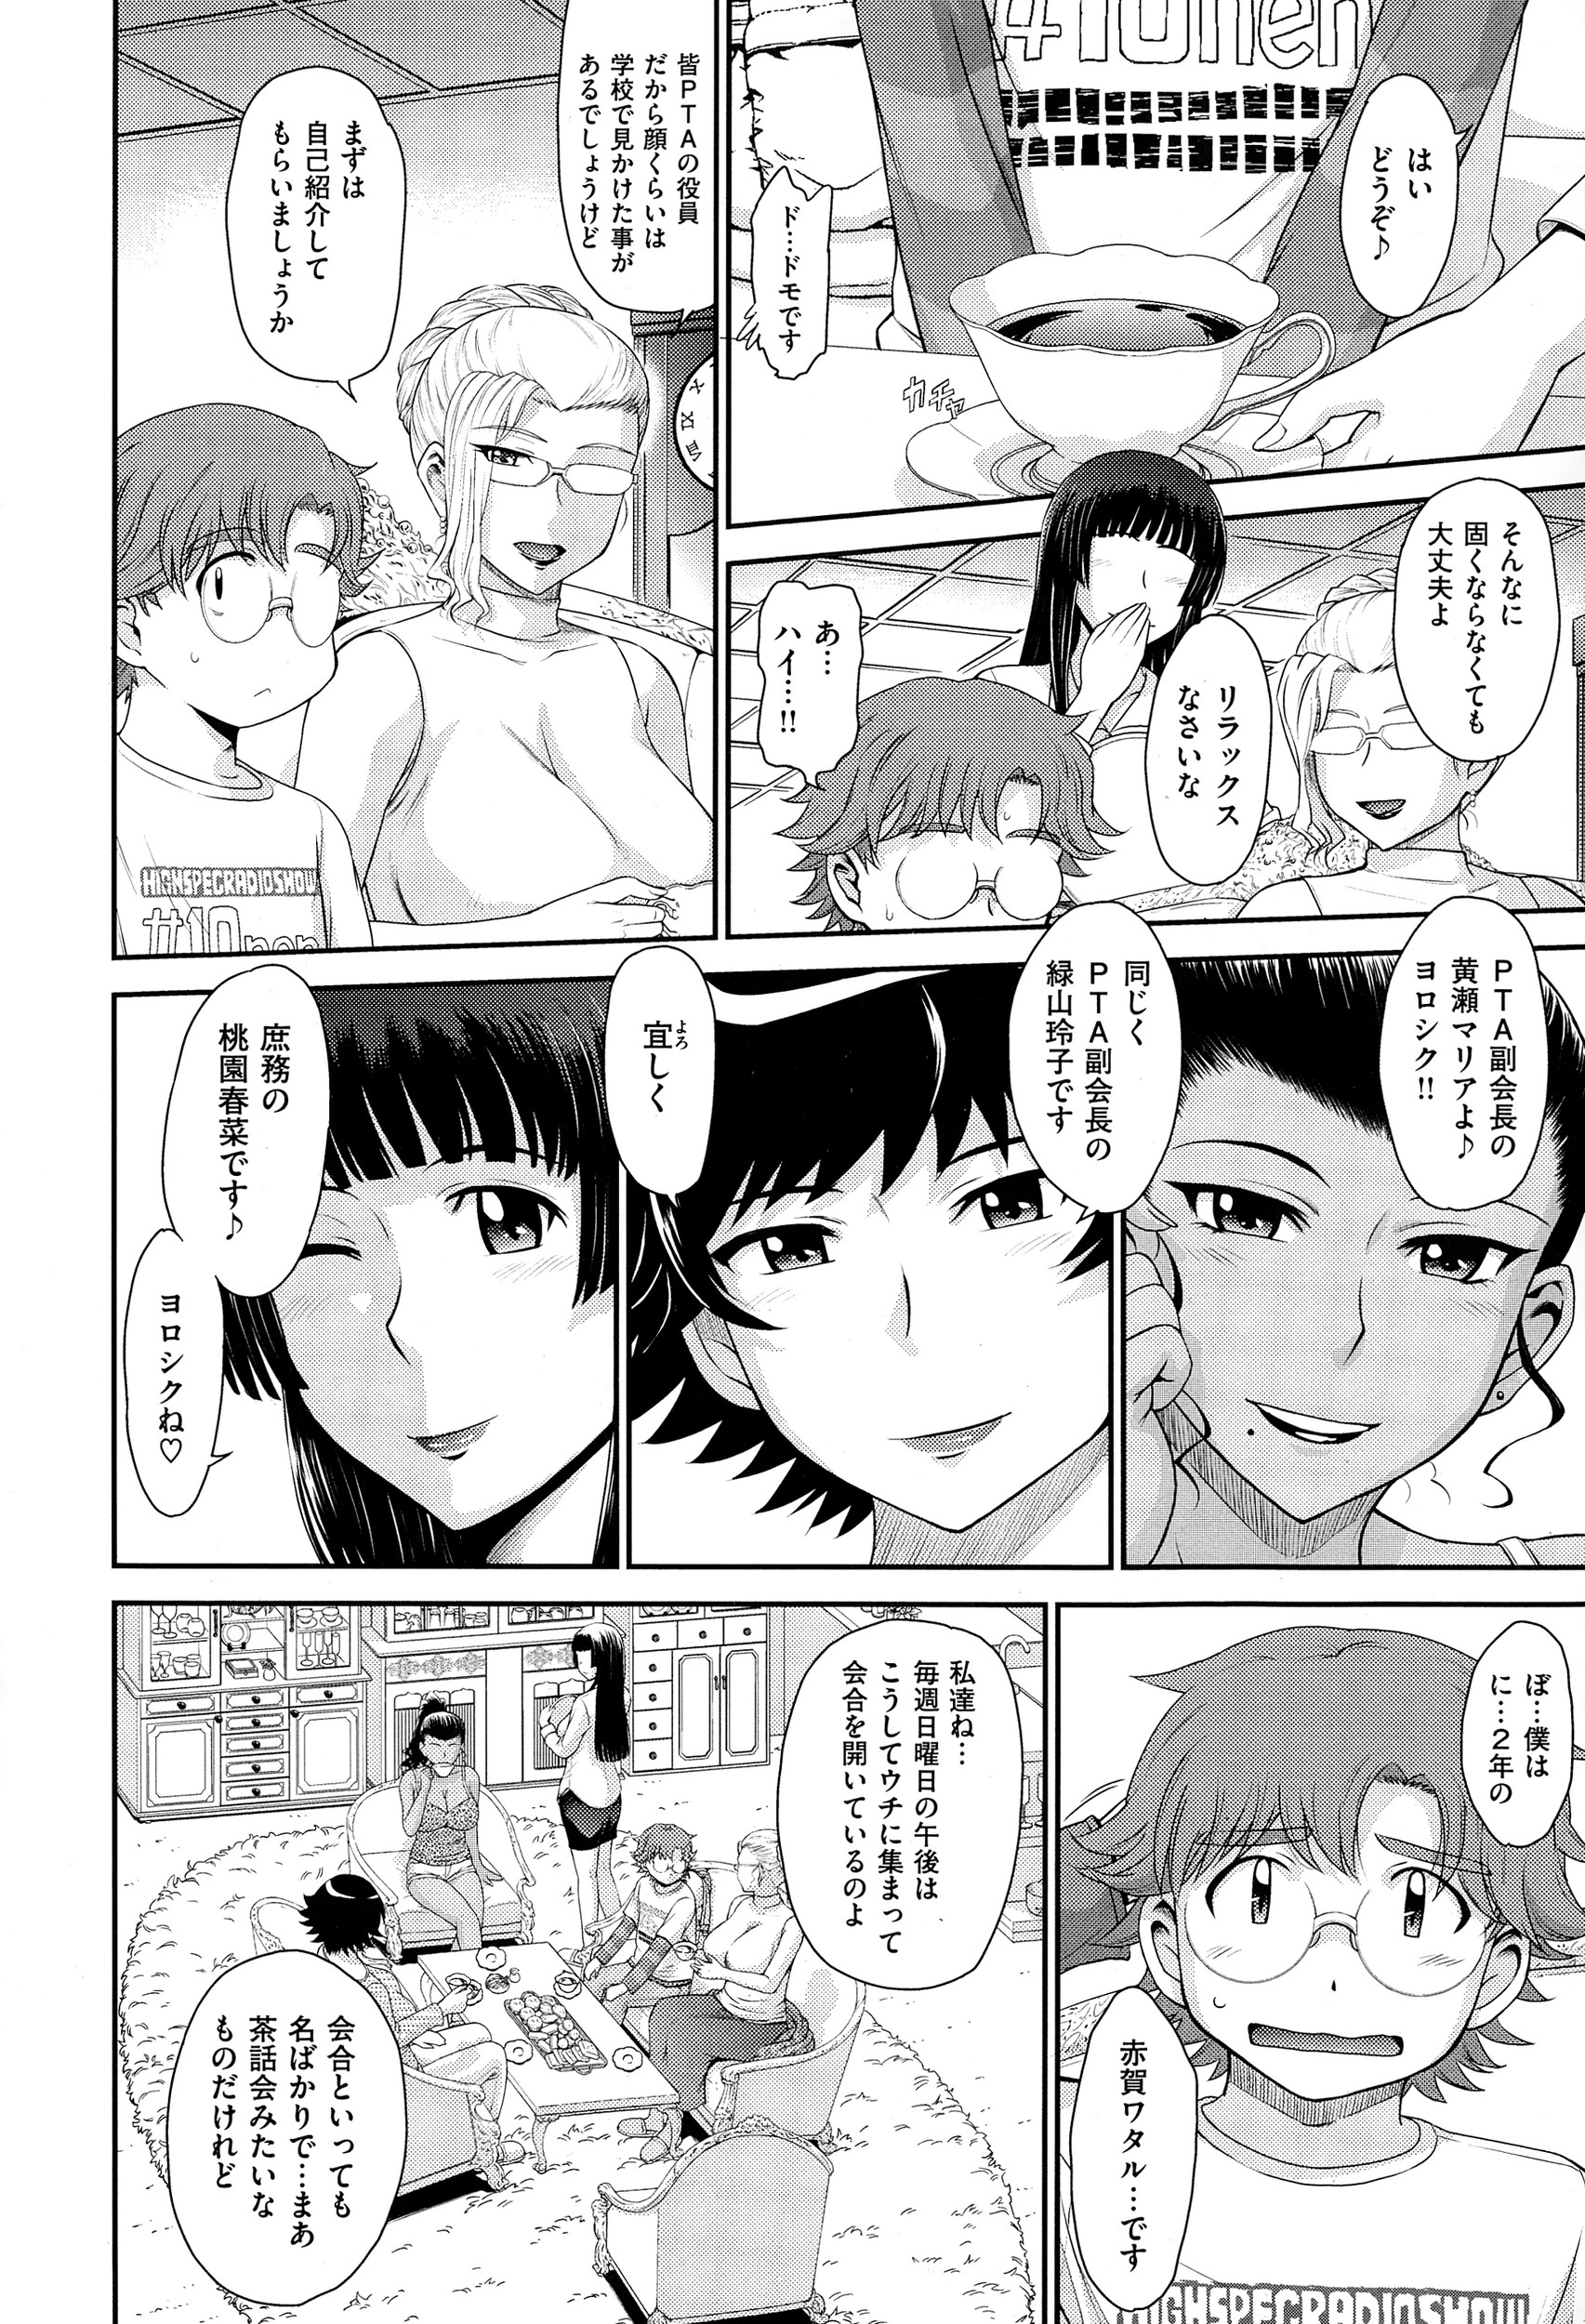 #10nen
はい
どうぞ♪
ド…ドモです
カチャ
皆PTAの役員
だから顔くらいは
学校で見かけた事が
あるでしょうけど
まずは
自己紹介して
もらいましょうか
HIGHSPECRADIOSHOW
#10nen
そんなに
固くならなくても
大丈夫よ
リラックス
なさいな
あ…
ハイ…!!
PTA副会長の
黄瀬マリアよ♪
ヨロシク!!
同じく
PTA副会長の
緑山玲子です
宜しく
よろ
庶務の
桃園春菜です♪
ヨロシクね♡
ぼ…僕は
に…2年の
赤賀ワタル…です
HIGHSPECRADIOSHOW
私達ね…
毎週日曜日の午後は
こうしてウチに集まって
会合を開いているのよ
会合といっても
名ばかりで…まあ
茶話会みたいな
ものだけれど